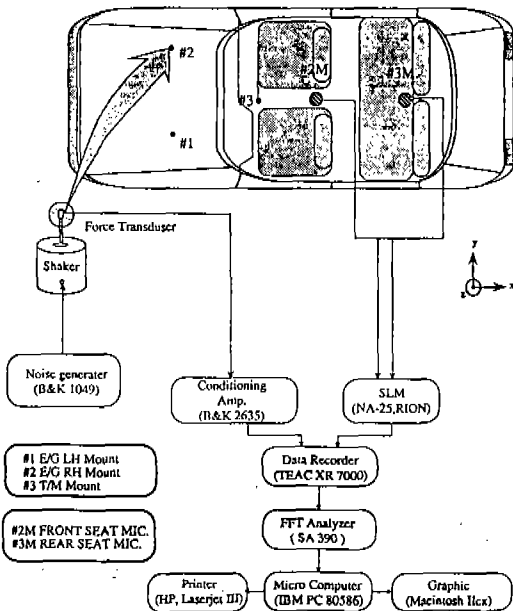 #2
#2M
#3M
#3
#1
Force Transduser
Shaker
y
z
x
Noise generater
(B&K 1049)
Conditioning
Amp.
(B&K 2635)
SLM
(NA-25,RION)
#1 E/G LH Mount
#2 E/G RH Mount
#3 T/M Mount
Data Recorder
(TEAC XR 7000)
#2M FRONT SEAT MIC.
#3M REAR SEAT MIC.
FFT Analyzer
( SA 390 )
Printer
(HP, Laserjet III)
Micro Computer
(IBM PC 80586)
Graphic
(Macintosh IIcx)